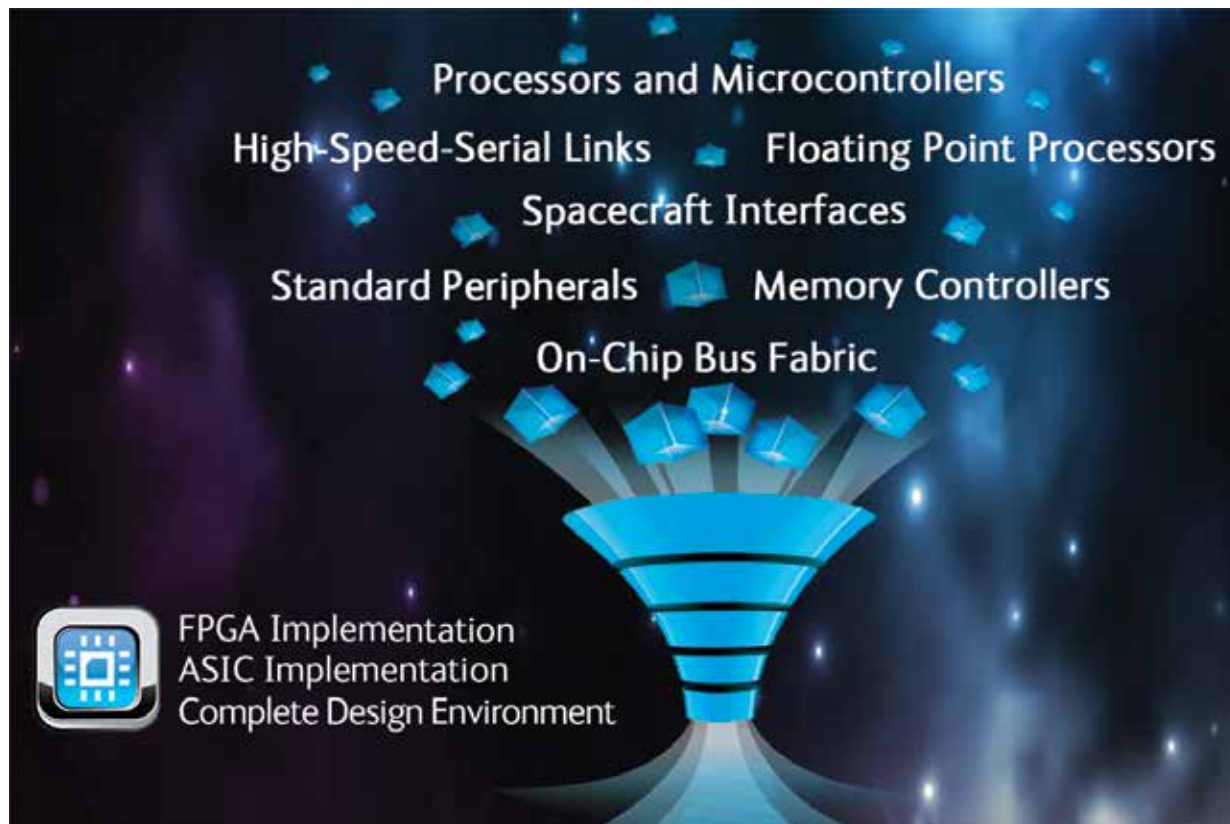 Processors and Microcontrollers
High-Speed-Serial Links Floating Point Processors
Spacecraft Interfaces
Standard Peripherals Memory Controllers
On-Chip Bus Fabric
FPGA Implementation
ASIC Implementation
Complete Design Environment